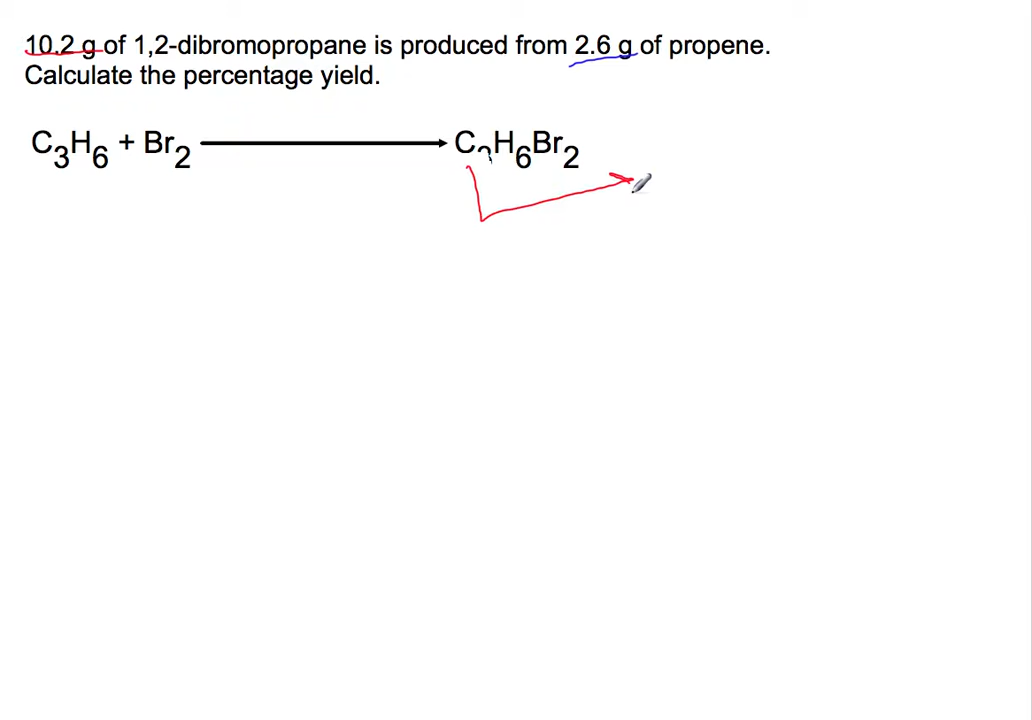 10.2 g of 1,2-dibromopropane is produced from 2.6 g of propene.
Calculate the percentage yield.
C₃H₆ + Br₂ ⟶ C₃H₆Br₂